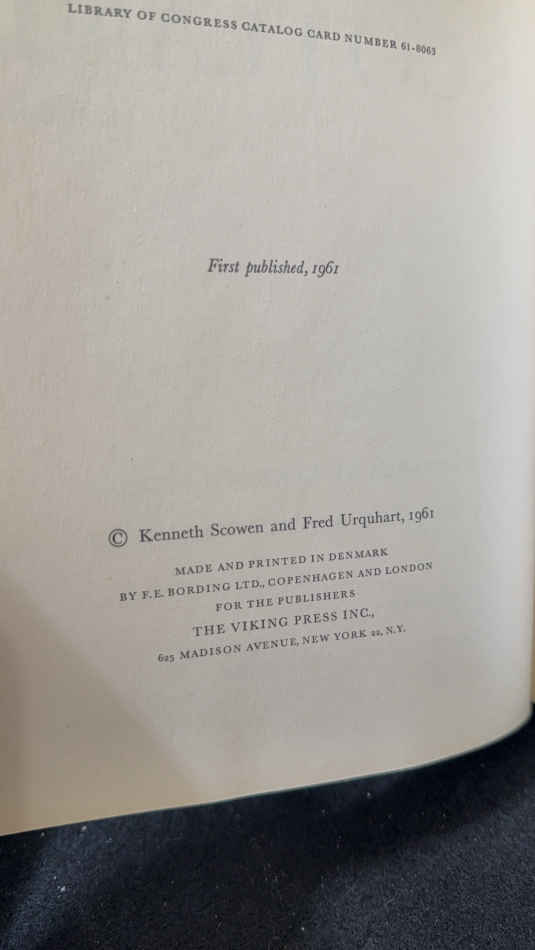 LIBRARY OF CONGRESS CATALOG CARD NUMBER 61-8063
First published, 1961
© Kenneth Scowen and Fred Urquhart, 1961
MADE AND PRINTED IN DENMARK
BY F.E. BORDING LTD., COPENHAGEN AND LONDON
FOR THE PUBLISHERS
THE VIKING PRESS INC.,
625 MADISON AVENUE, NEW YORK 22, N.Y.